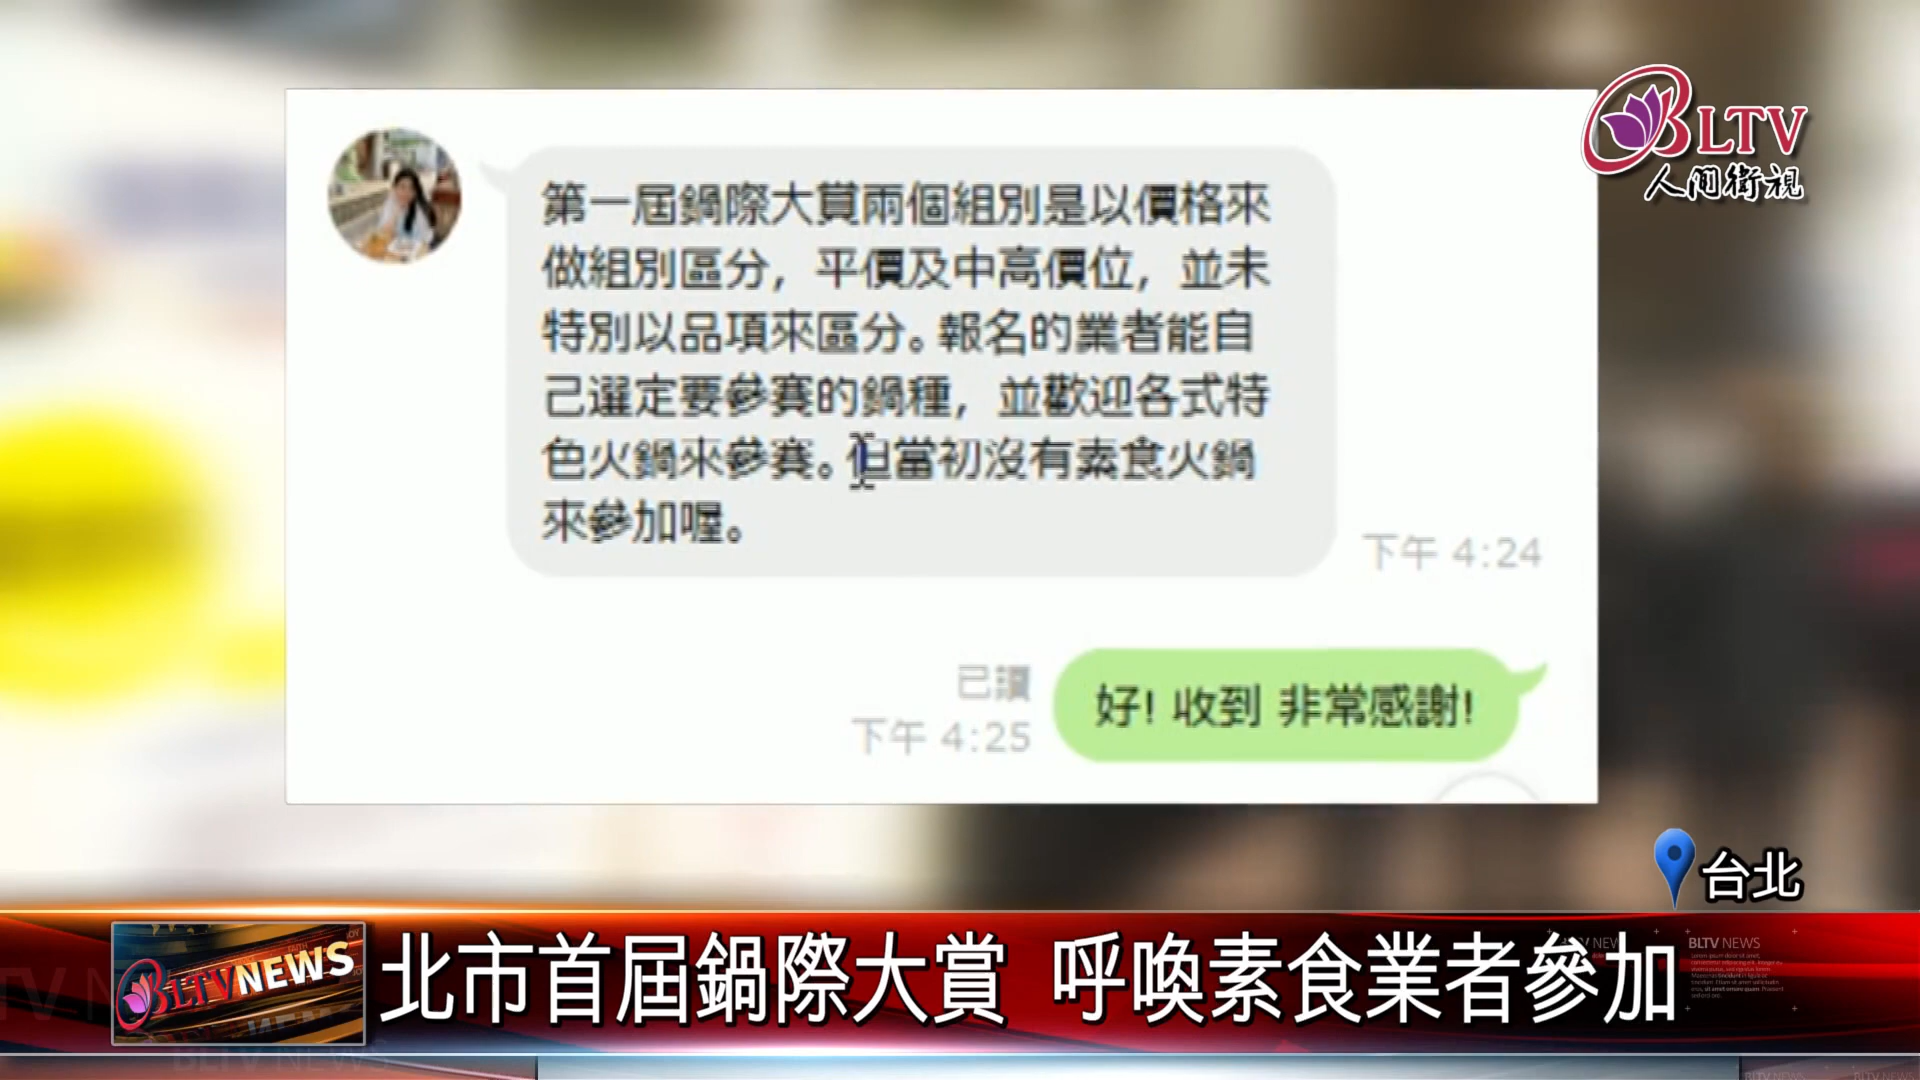 BLTV
人間衛視
第一屆鍋際大賞兩個組別是以價格來
做組別區分，平價及中高價位，並未
特別以品項來區分。報名的業者能自
己選定要參賽的鍋種，並歡迎各式特
色火鍋來參賽。但當初沒有素食火鍋
來參加喔。
下午 4:24
已讀
下午 4:25
好! 收到 非常感謝!
台北
BLTVNEWS
北市首屆鍋際大賞 呼喚素食業者參加
BLTV NEWS